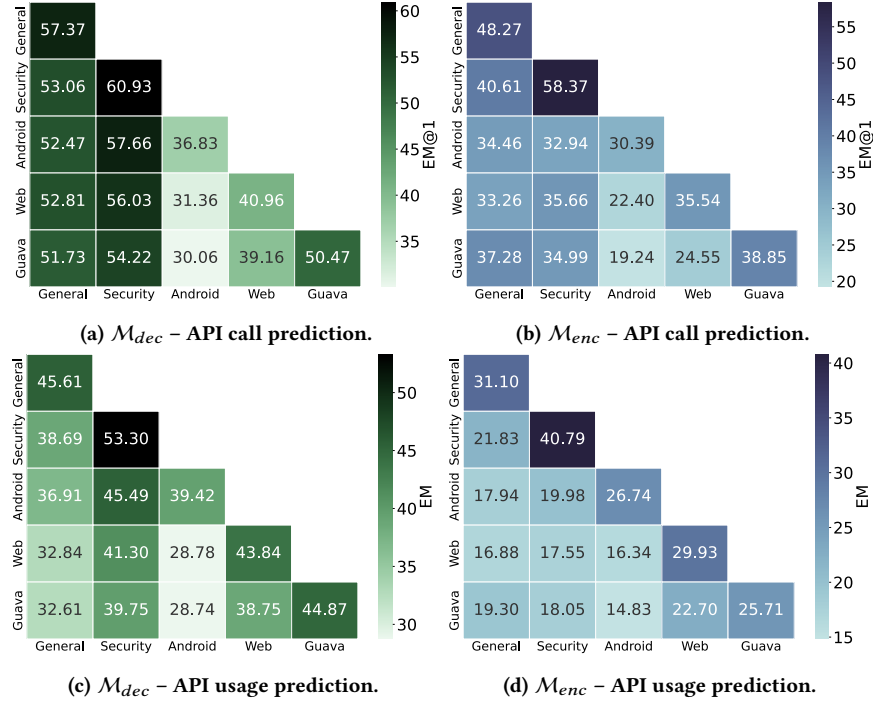 General 57.37
Security 53.06 60.93
Android 52.47 57.66 36.83
Web 52.81 56.03 31.36 40.96
Guava 51.73 54.22 30.06 39.16 50.47
General Security Android Web Guava
60
55
50
45
40
35
EM@1
(a) Mdec – API call prediction.
General 48.27
Security 40.61 58.37
Android 34.46 32.94 30.39
Web 33.26 35.66 22.40 35.54
Guava 37.28 34.99 19.24 24.55 38.85
General Security Android Web Guava
55
50
45
40
35
30
25
20
EM@1
(b) Menc – API call prediction.
General 45.61
Security 38.69 53.30
Android 36.91 45.49 39.42
Web 32.84 41.30 28.78 43.84
Guava 32.61 39.75 28.74 38.75 44.87
General Security Android Web Guava
50
45
40
35
30
EM
(c) Mdec – API usage prediction.
General 31.10
Security 21.83 40.79
Android 17.94 19.98 26.74
Web 16.88 17.55 16.34 29.93
Guava 19.30 18.05 14.83 22.70 25.71
General Security Android Web Guava
40
35
30
25
20
15
EM
(d) Menc – API usage prediction.